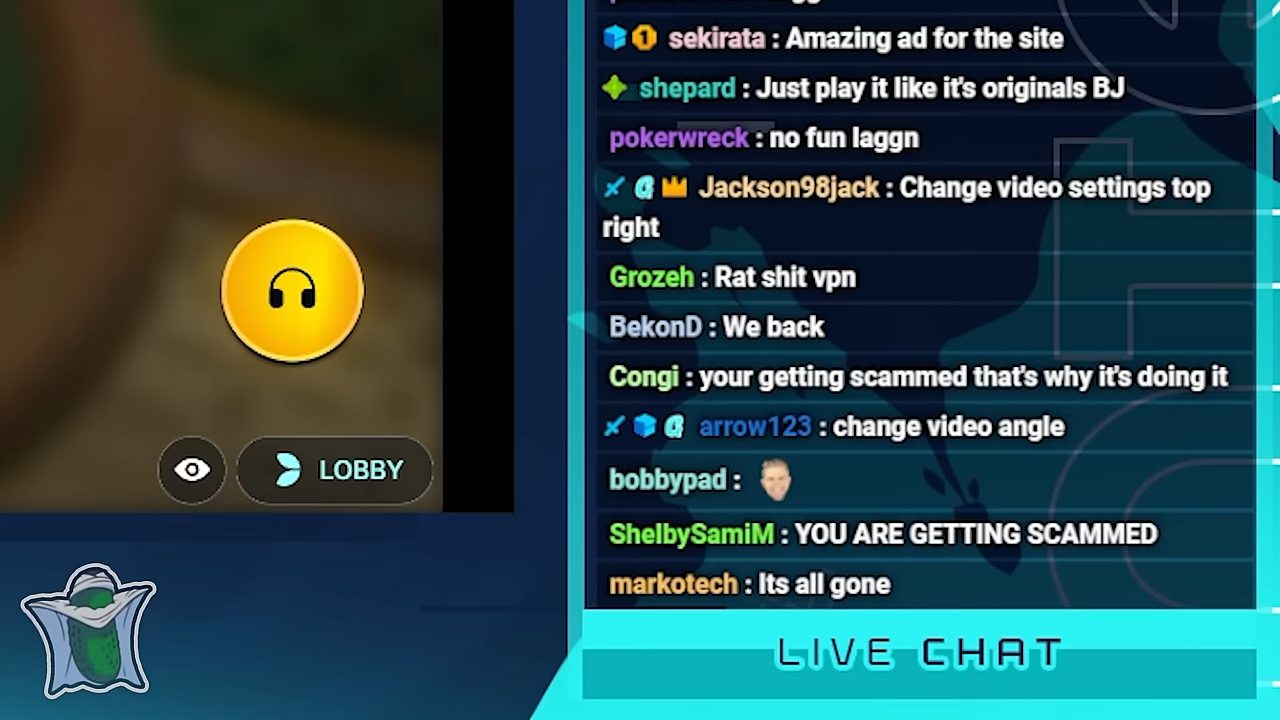 sekirata : Amazing ad for the site
shepard : Just play it like it's originals BJ
pokerwreck : no fun laggn
Jackson98jack : Change video settings top
right
Grozeh : Rat shit vpn
BekonD : We back
Congi : your getting scammed that's why it's doing it
arrow123 : change video angle
bobbypad :
ShelbySamiM : YOU ARE GETTING SCAMMED
markotech : Its all gone
LOBBY
LIVE CHAT